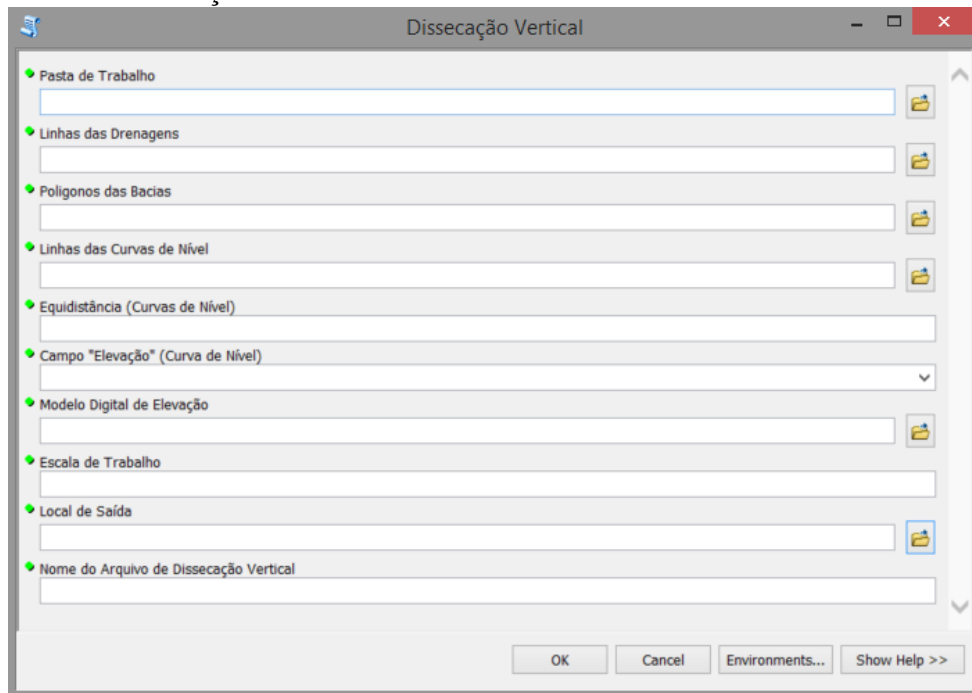 Dissecação Vertical
Pasta de Trabalho
Linhas das Drenagens
Poligonos das Bacias
Linhas das Curvas de Nível
Equidistância (Curvas de Nível)
Campo "Elevação" (Curva de Nível)
Modelo Digital de Elevação
Escala de Trabalho
Local de Saída
Nome do Arquivo de Dissecação Vertical
OK Cancel Environments... Show Help >>